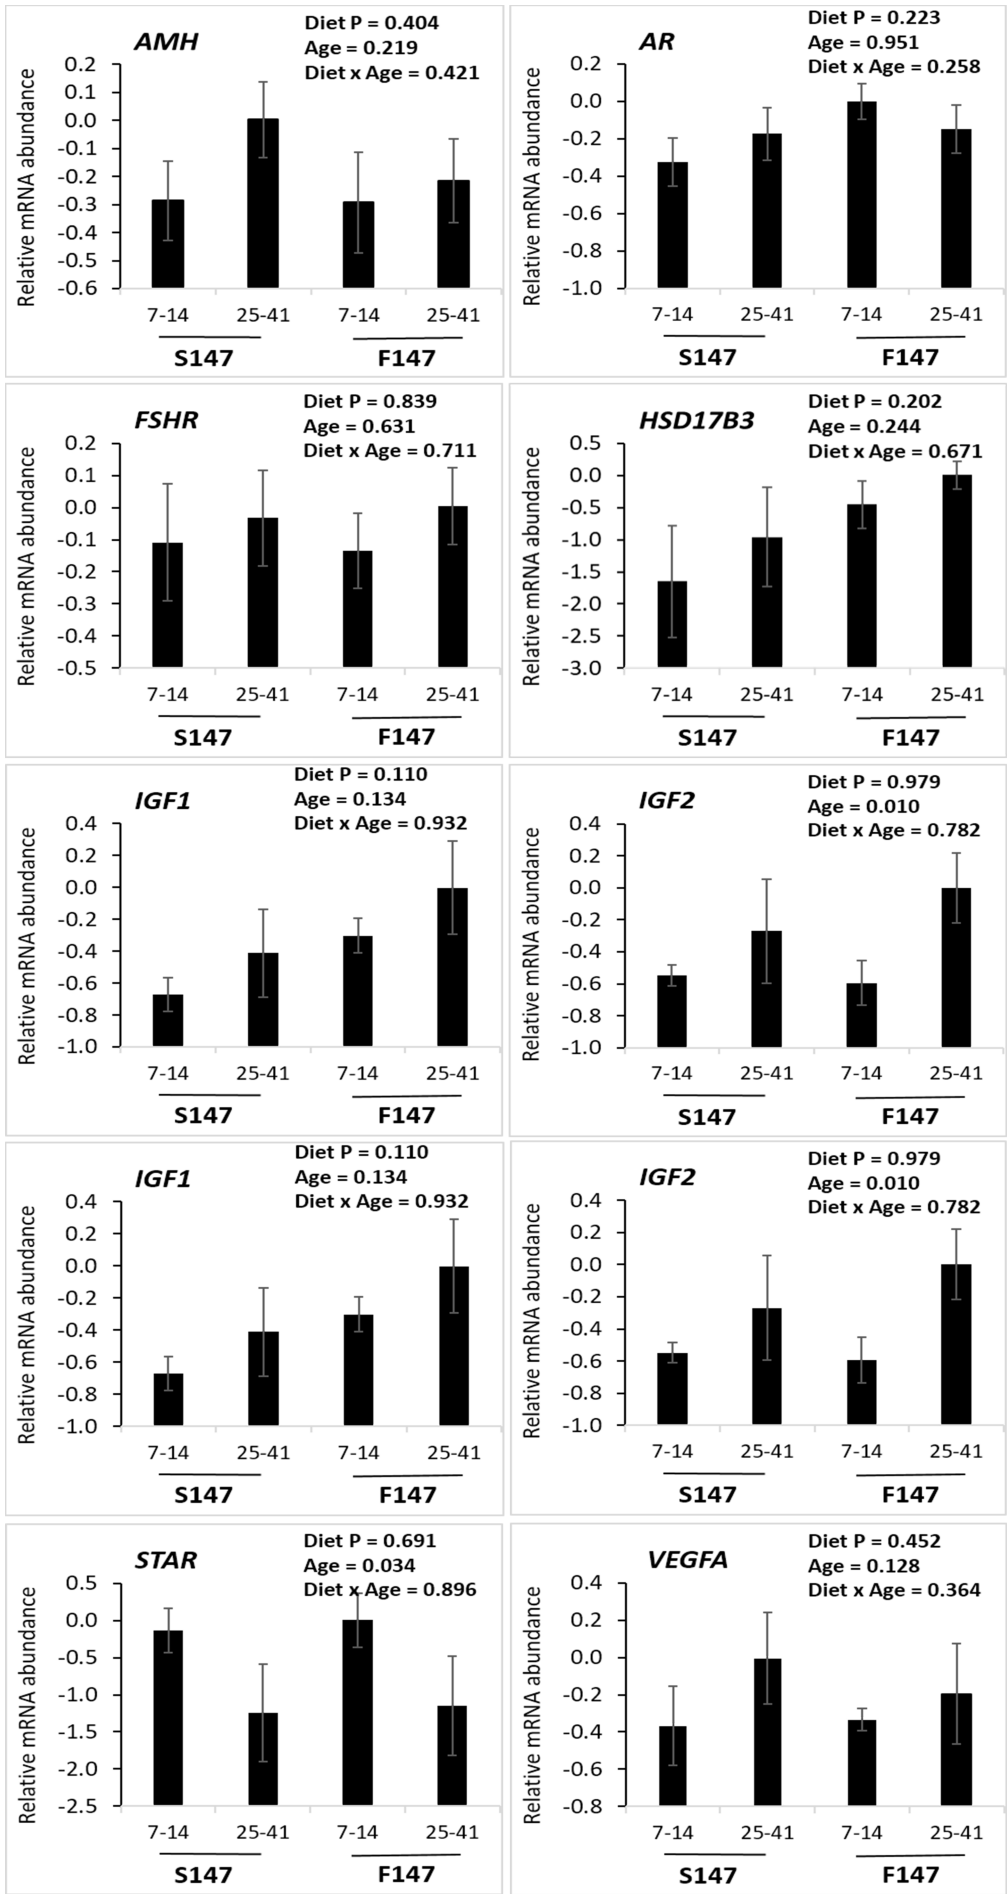 AMH
Diet P = 0.404
Age = 0.219
Diet x Age = 0.421
Relative mRNA abundance
0.2
0.1
0.0
-0.1
-0.2
-0.3
-0.4
-0.5
-0.6
7-14 25-41 7-14 25-41
S147 F147
AR
Diet P = 0.223
Age = 0.951
Diet x Age = 0.258
Relative mRNA abundance
0.2
0.0
-0.2
-0.4
-0.6
-0.8
-1.0
7-14 25-41 7-14 25-41
S147 F147
FSHR
Diet P = 0.839
Age = 0.631
Diet x Age = 0.711
Relative mRNA abundance
0.2
0.1
0.0
-0.1
-0.2
-0.3
-0.4
-0.5
7-14 25-41 7-14 25-41
S147 F147
HSD17B3
Diet P = 0.202
Age = 0.244
Diet x Age = 0.671
Relative mRNA abundance
0.5
0.0
-0.5
-1.0
-1.5
-2.0
-2.5
-3.0
7-14 25-41 7-14 25-41
S147 F147
IGF1
Diet P = 0.110
Age = 0.134
Diet x Age = 0.932
Relative mRNA abundance
0.4
0.2
0.0
-0.2
-0.4
-0.6
-0.8
-1.0
7-14 25-41 7-14 25-41
S147 F147
IGF2
Diet P = 0.979
Age = 0.010
Diet x Age = 0.782
Relative mRNA abundance
0.4
0.2
0.0
-0.2
-0.4
-0.6
-0.8
-1.0
7-14 25-41 7-14 25-41
S147 F147
IGF1
Diet P = 0.110
Age = 0.134
Diet x Age = 0.932
Relative mRNA abundance
0.4
0.2
0.0
-0.2
-0.4
-0.6
-0.8
-1.0
7-14 25-41 7-14 25-41
S147 F147
IGF2
Diet P = 0.979
Age = 0.010
Diet x Age = 0.782
Relative mRNA abundance
0.4
0.2
0.0
-0.2
-0.4
-0.6
-0.8
-1.0
7-14 25-41 7-14 25-41
S147 F147
STAR
Diet P = 0.691
Age = 0.034
Diet x Age = 0.896
Relative mRNA abundance
0.5
0.0
-0.5
-1.0
-1.5
-2.0
-2.5
7-14 25-41 7-14 25-41
S147 F147
VEGFA
Diet P = 0.452
Age = 0.128
Diet x Age = 0.364
Relative mRNA abundance
0.4
0.2
0.0
-0.2
-0.4
-0.6
-0.8
7-14 25-41 7-14 25-41
S147 F147